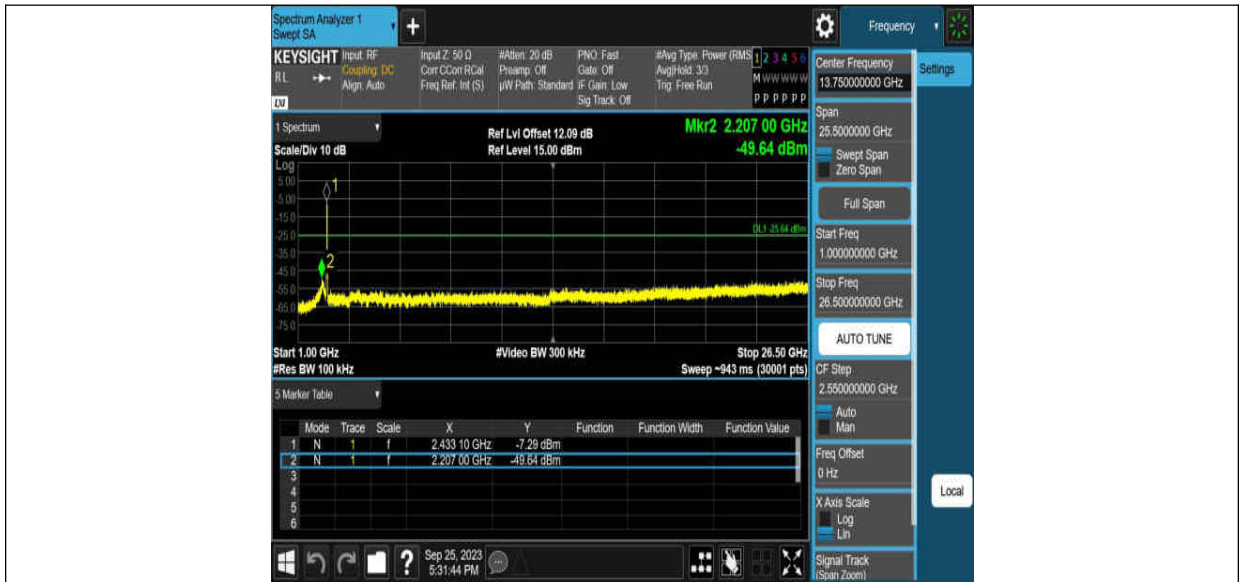 Spectrum Analyzer 1
Swept SA
Frequency
KEYSIGHT
RL
Input: RF
Coupling: DC
Align: Auto
Input Z: 50 Ω
Corr CCorr RCal
Freq Ref: Int (S)
#Atten: 20 dB
Preamp: Off
µW Path: Standard
PNO: Fast
Gate: Off
IF Gain: Low
Sig Track: Off
#Avg Type: Power (RMS
Avg|Hold: 3/3
Trig: Free Run
1 2 3 4 5 6
M W W W W W
P P P P P P
Center Frequency
13.750000000 GHz
Settings
Span
25.5000000 GHz
Swept Span
Zero Span
Full Span
Start Freq
1.000000000 GHz
Stop Freq
26.500000000 GHz
AUTO TUNE
CF Step
2.550000000 GHz
Auto
Man
Freq Offset
0 Hz
X Axis Scale
Log
Lin
Signal Track
(Span Zoom)
Local
1 Spectrum
Scale/Div 10 dB
Ref Lvl Offset 12.09 dB
Ref Level 15.00 dBm
Mkr2 2.207 00 GHz
-49.64 dBm
Log
5.00
-5.00
-15.0
-25.0
-35.0
-45.0
-55.0
-65.0
-75.0
1
2
DL1 -25.64 dBm
Start 1.00 GHz
#Res BW 100 kHz
#Video BW 300 kHz
Stop 26.50 GHz
Sweep ~943 ms (30001 pts)
5 Marker Table
Mode Trace Scale X Y Function Function Width Function Value
1 N 1 f 2.433 10 GHz -7.29 dBm
2 N 1 f 2.207 00 GHz -49.64 dBm
3
4
5
6
Sep 25, 2023
5:31:44 PM